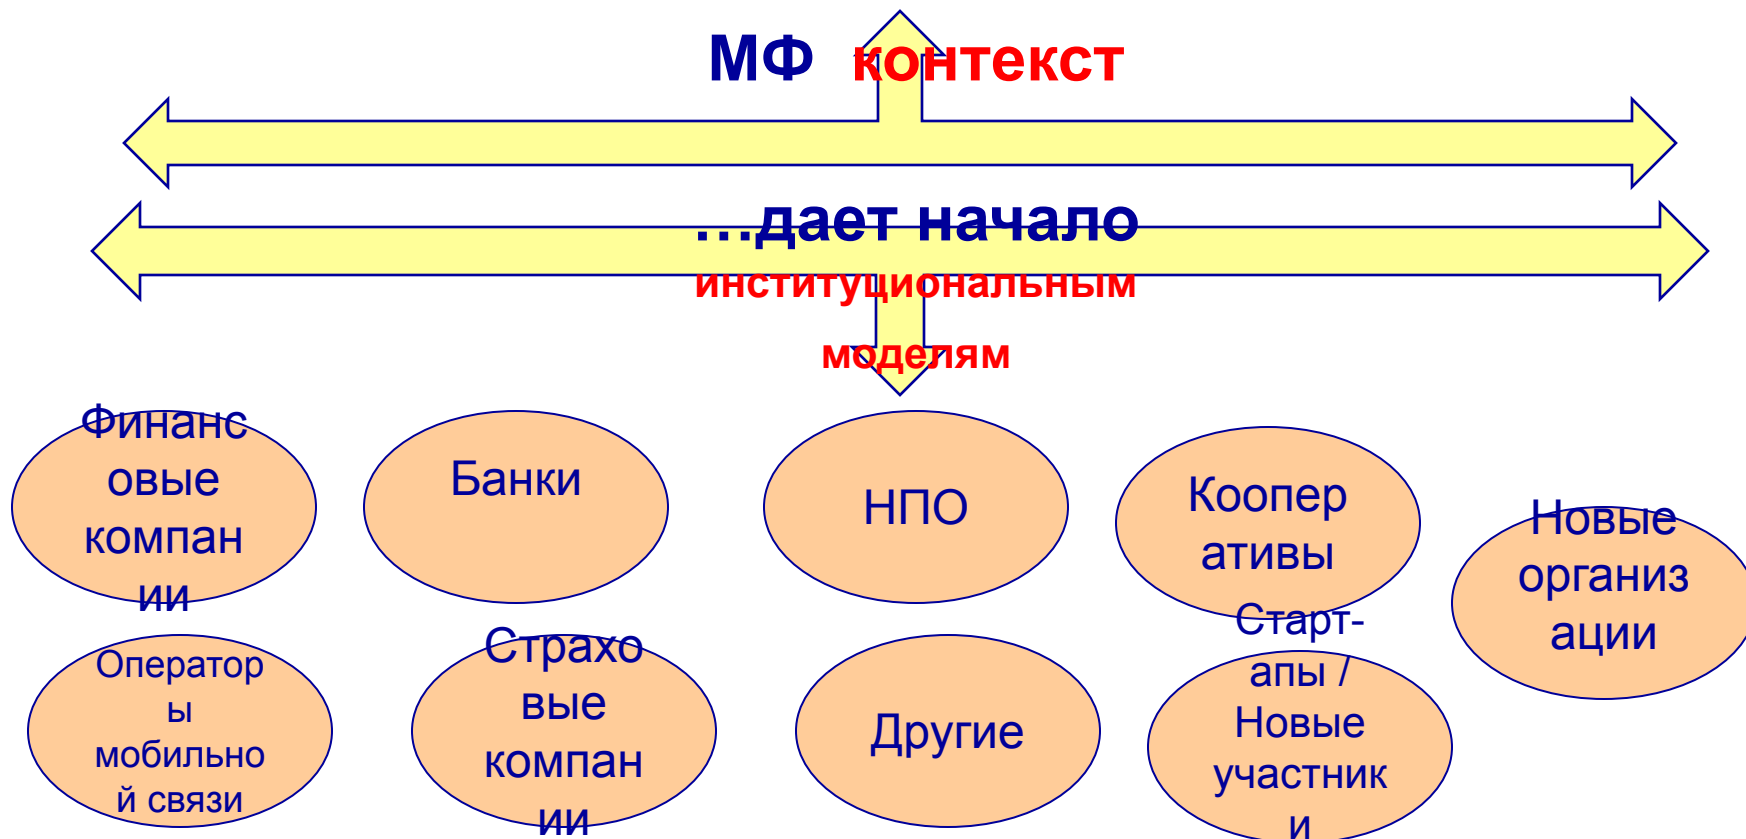 МФ контекст
…дает начало
институциональным
моделям
Финанс
овые
компан
ии
Банки
НПО
Коопер
ативы
Новые
организ
ации
Оператор
ы
мобильно
й связи
Страхо
вые
компан
ии
Другие
Старт-
апы /
Новые
участник
и